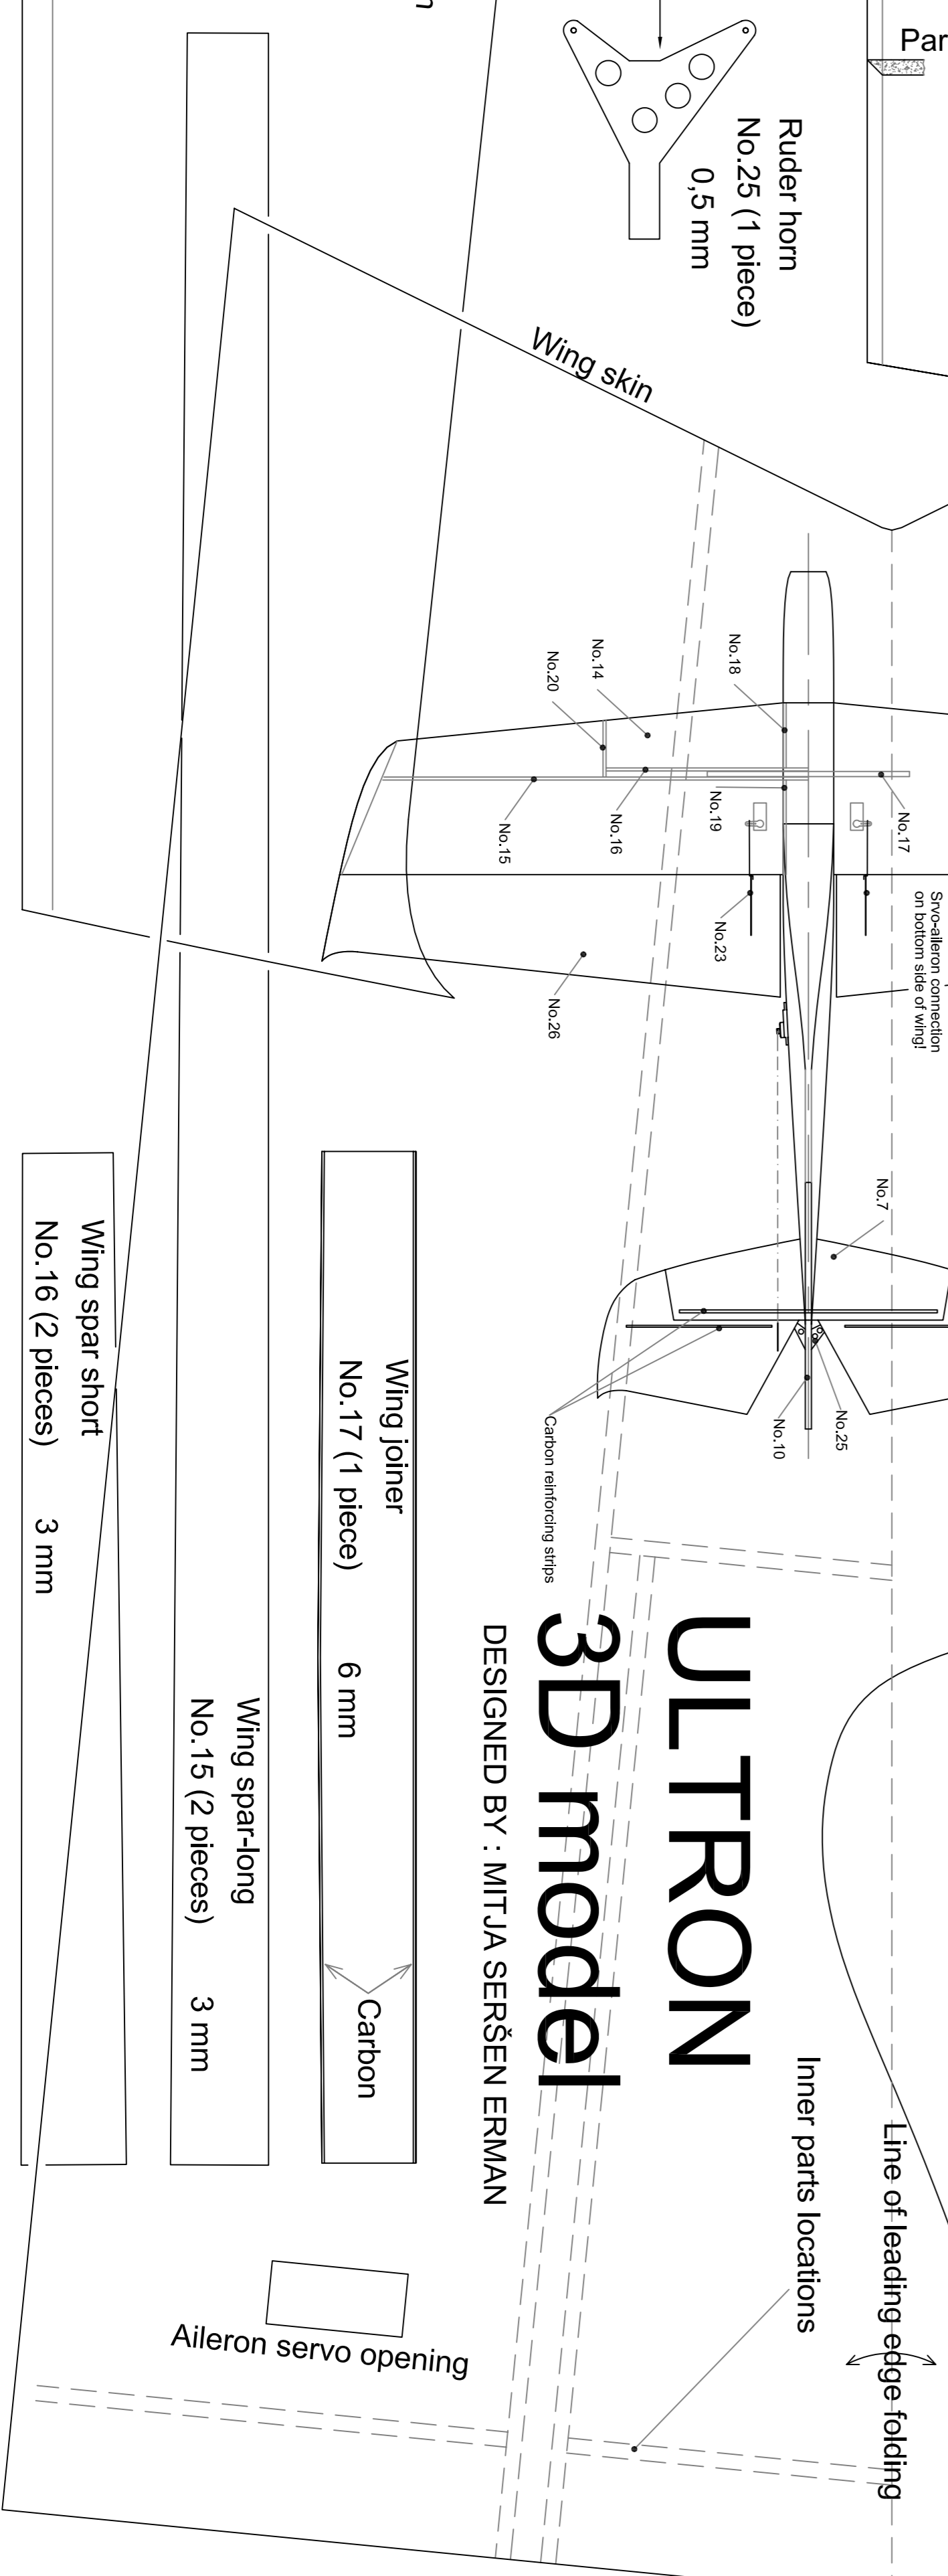 Par
Ruder horn
No.25 (1 piece)
0,5 mm
Wing skin
No.18
No.14
No.20
No.17
No.19
No.16
No.15
No.23
No.26
Srvo-aileron connection
on bottom side of wing!
No.7
No.25
No.10
Carbon reinforcing strips
ULTRON
3D model
DESIGNED BY : MITJA SERŠEN ERMAN
Wing joiner
No.17 (1 piece) 6 mm
Carbon
Wing spar-long
No.15 (2 pieces) 3 mm
Wing spar short
No.16 (2 pieces) 3 mm
Inner parts locations
Line of leading edge folding
Aileron servo opening